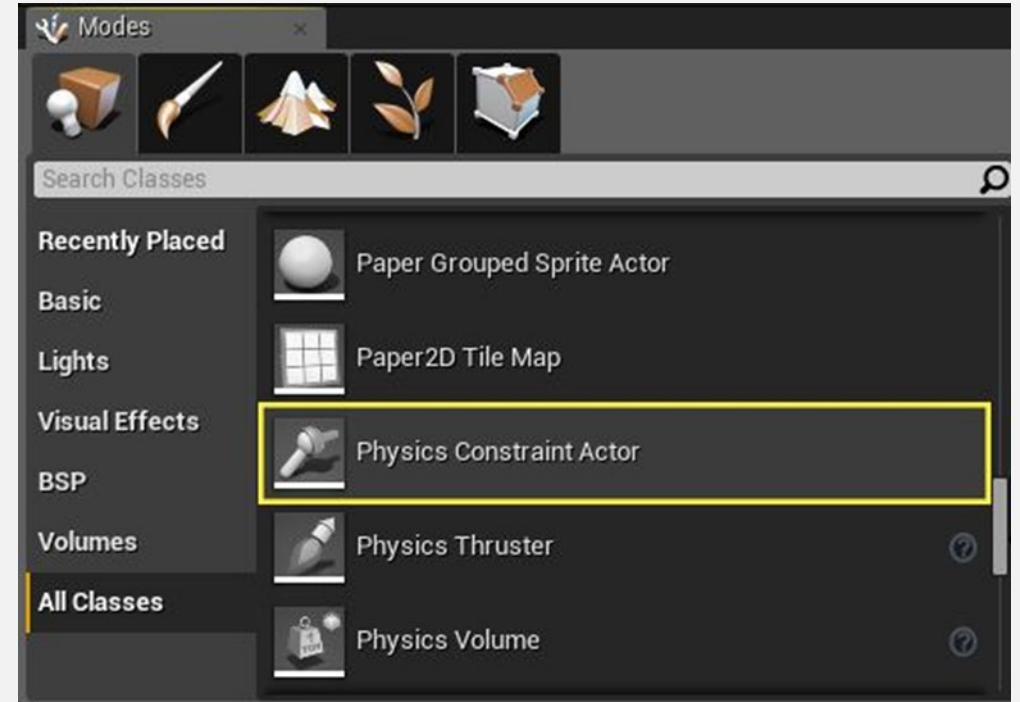 Modes
Search Classes
Recently Placed
Basic
Lights
Visual Effects
BSP
Volumes
All Classes
Paper Grouped Sprite Actor
Paper2D Tile Map
Physics Constraint Actor
Physics Thruster
Physics Volume